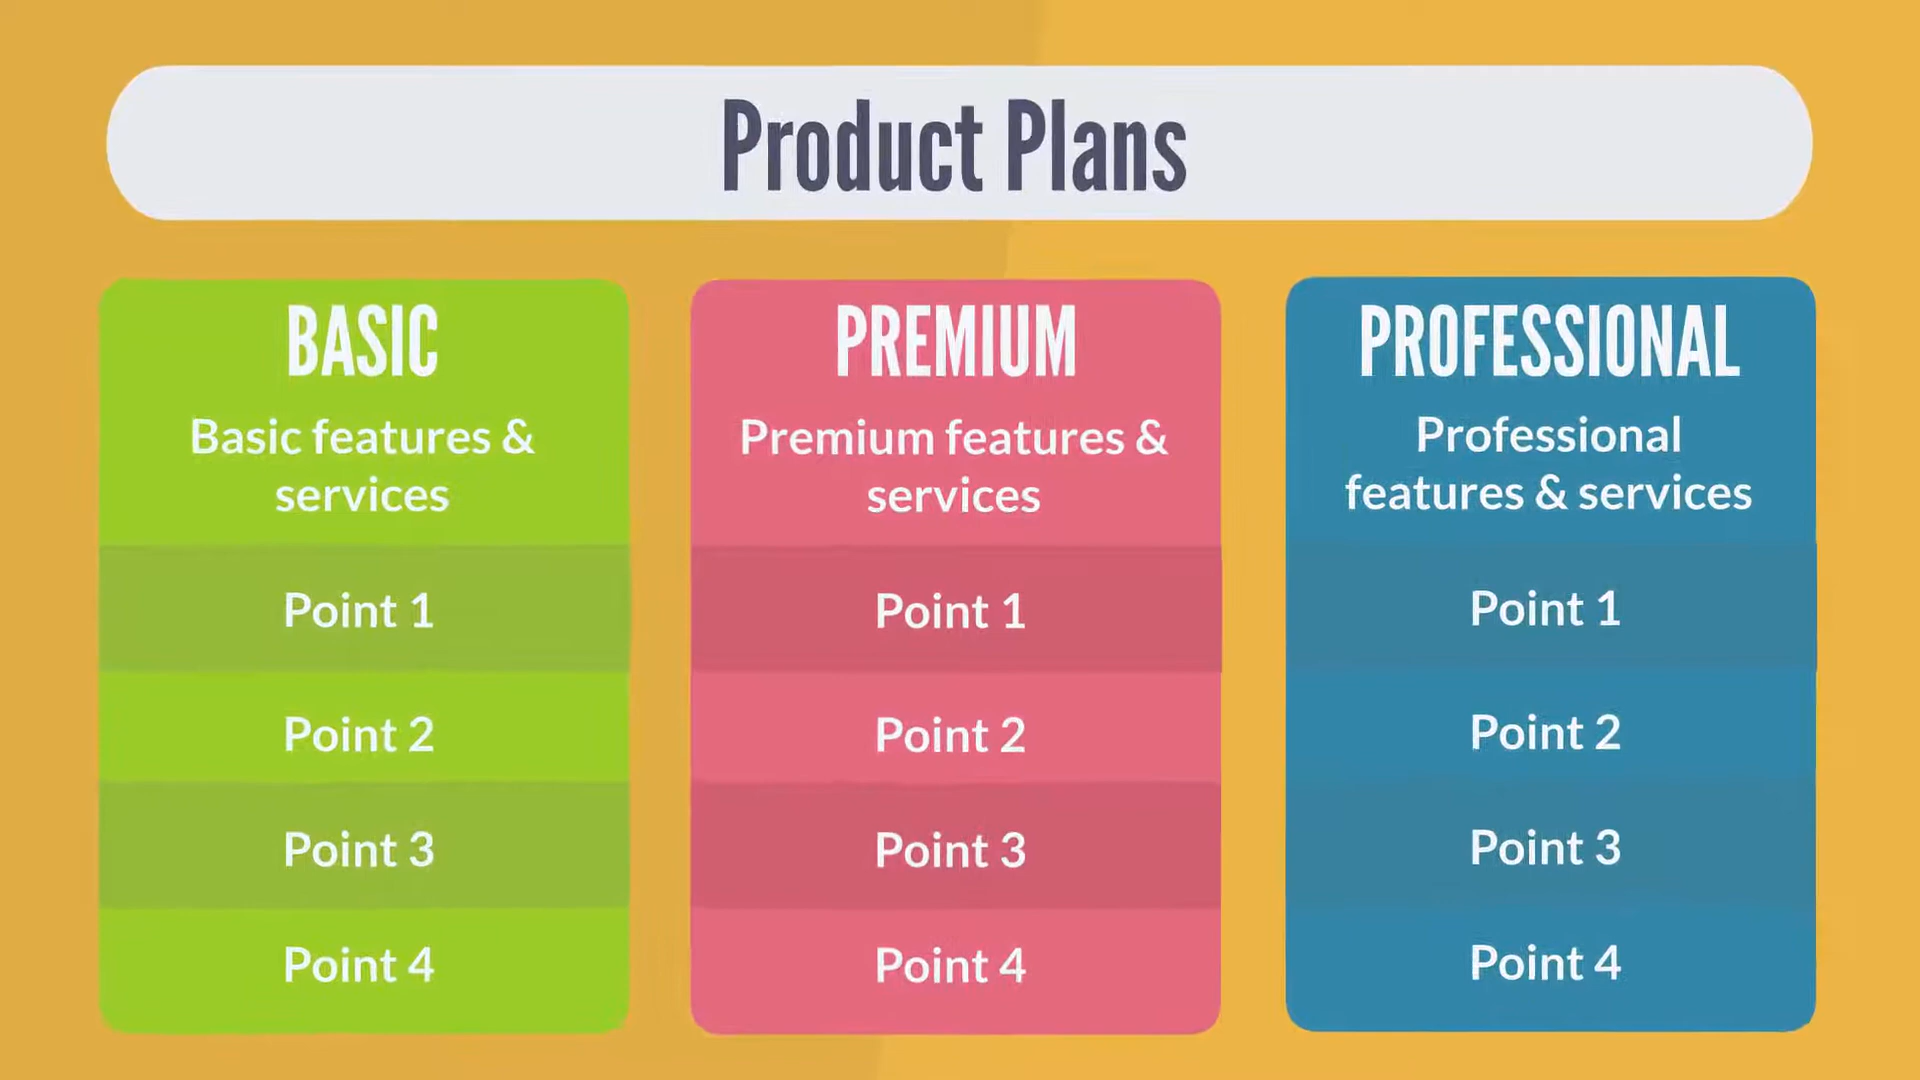 Product Plans
BASIC
Basic features &
services
Point 1
Point 2
Point 3
Point 4
PREMIUM
Premium features &
services
Point 1
Point 2
Point 3
Point 4
PROFESSIONAL
Professional
features & services
Point 1
Point 2
Point 3
Point 4